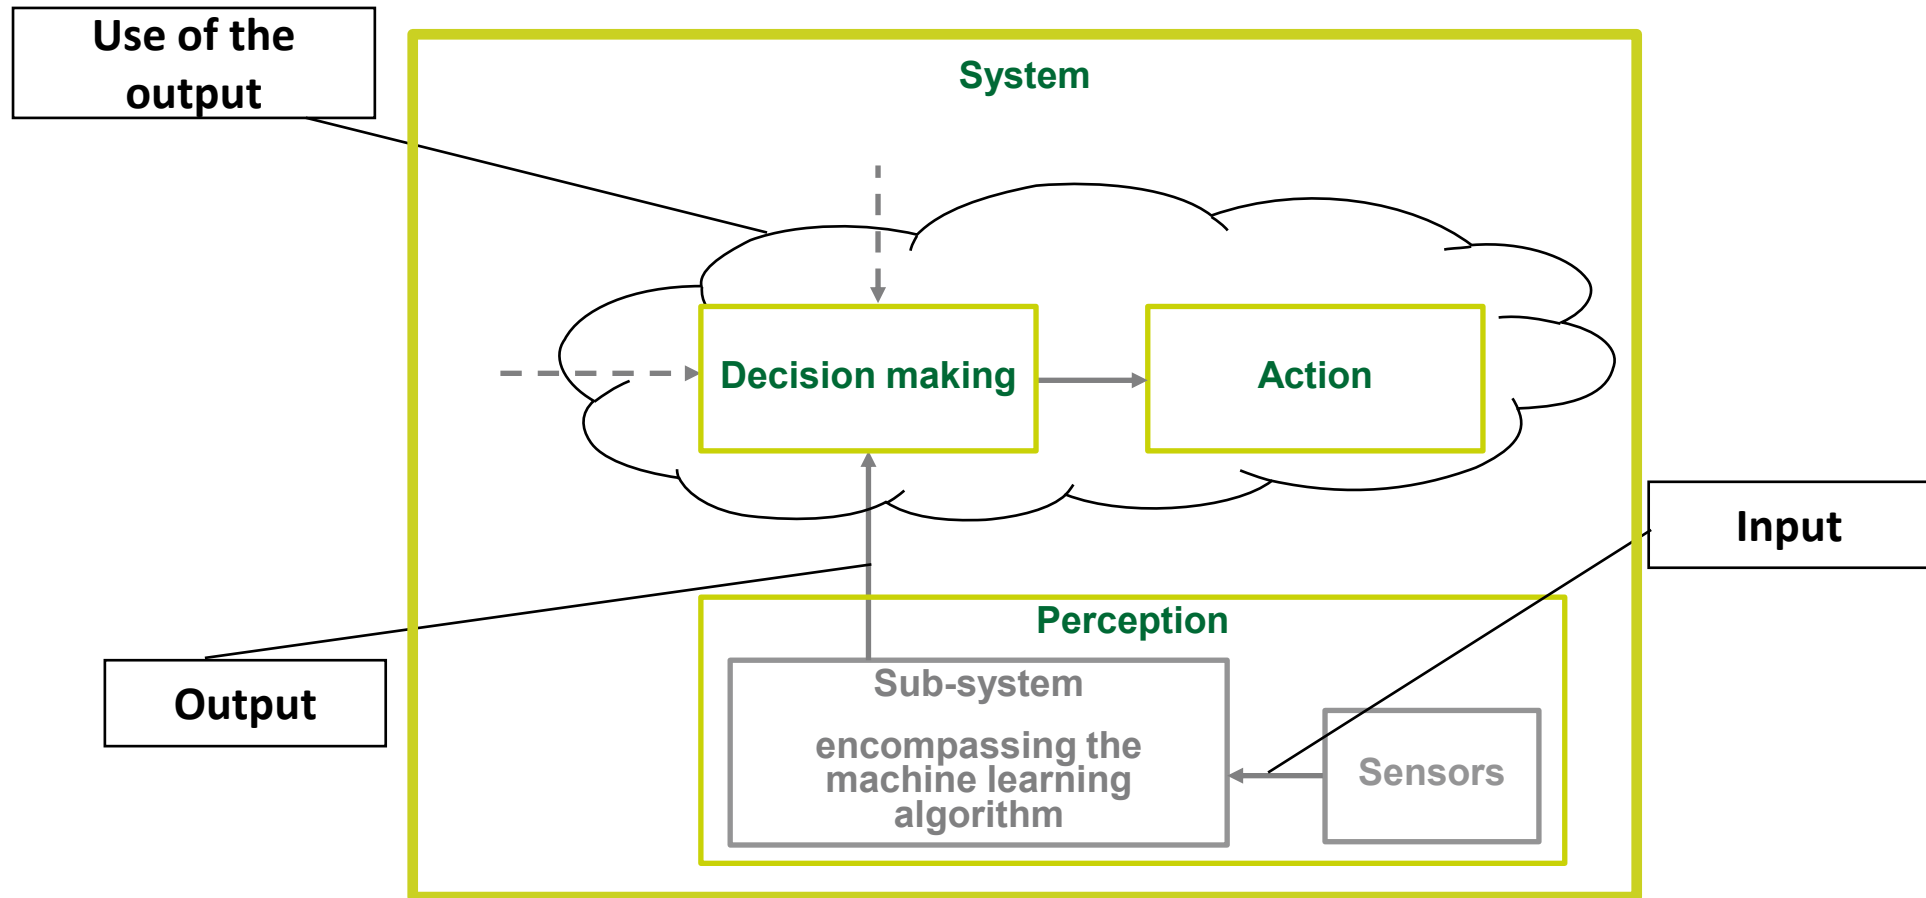 Use of the
output
System
Decision making
Action
Input
Perception
Output
Sub-system
encompassing the
machine learning
algorithm
Sensors